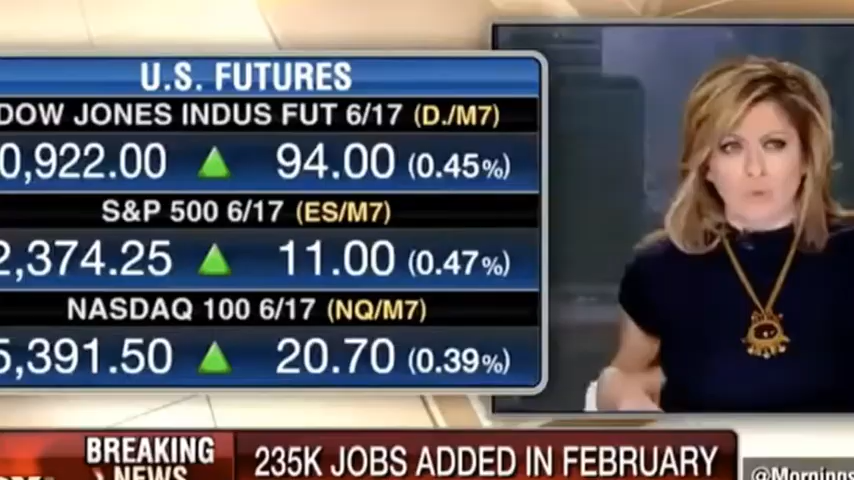 U.S. FUTURES
DOW JONES INDUS FUT 6/17 (D./M7)
0,922.00 94.00 (0.45%)
S&P 500 6/17 (ES/M7)
2,374.25 11.00 (0.47%)
NASDAQ 100 6/17 (NQ/M7)
5,391.50 20.70 (0.39%)
BREAKING
NEWS
235K JOBS ADDED IN FEBRUARY
@Mornings